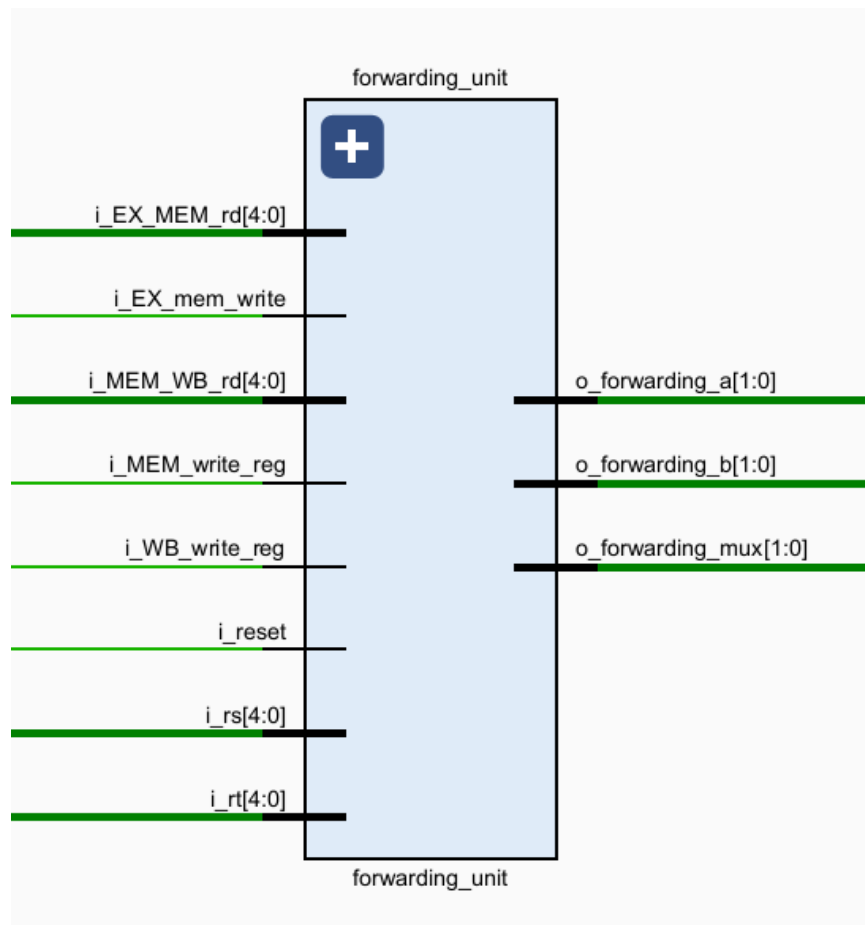 forwarding_unit
i_EX_MEM_rd[4:0]
i_EX_mem_write
i_MEM_WB_rd[4:0]
i_MEM_write_reg
i_WB_write_reg
i_reset
i_rs[4:0]
i_rt[4:0]
o_forwarding_a[1:0]
o_forwarding_b[1:0]
o_forwarding_mux[1:0]
forwarding_unit